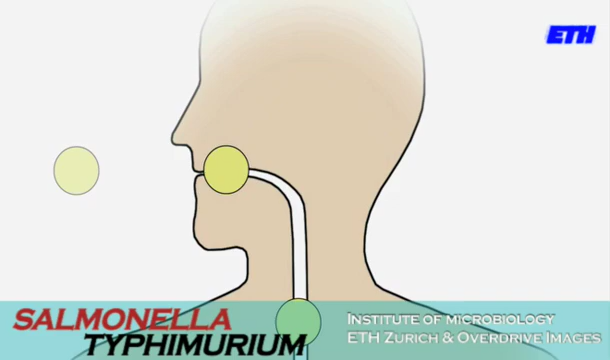 ETH
SALMONELLA
TYPHIMURIUM
INSTITUTE OF MICROBIOLOGY
ETH ZURICH & OVERDRIVE IMAGES